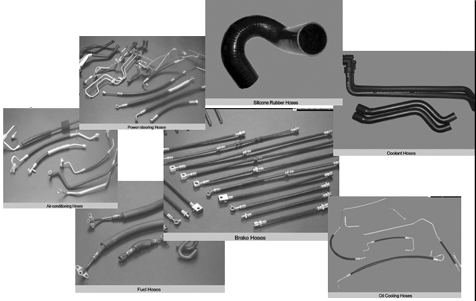 Silicone Rubber Hoses
Power-steering Hoses
Coolant Hoses
Air-conditioning Hoses
Brake Hoses
Fuel Hoses
Oil Cooling Hoses